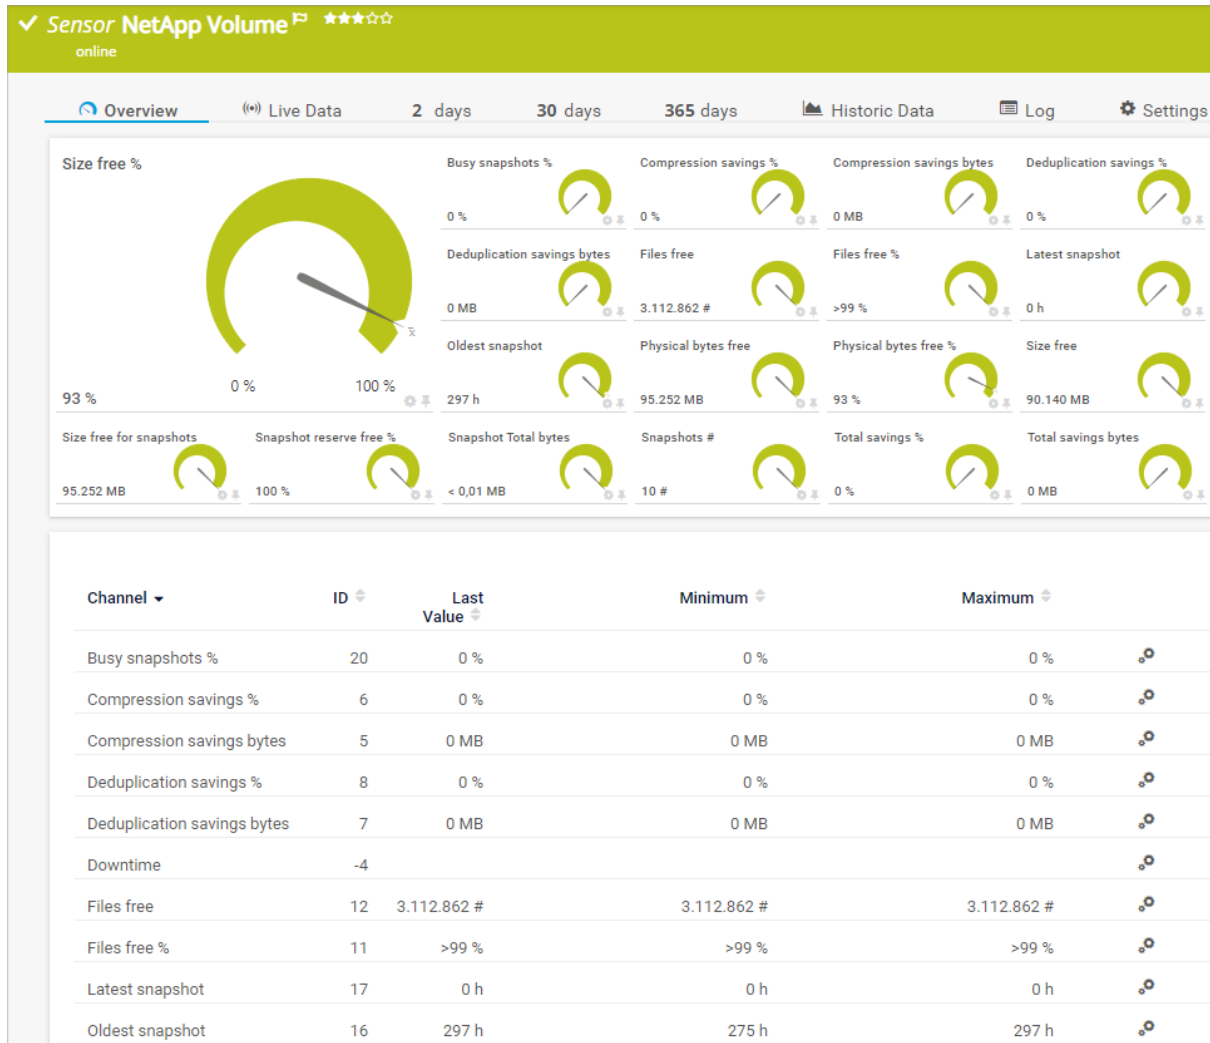 Sensor NetApp Volume
online
Overview Live Data 2 days 30 days 365 days Historic Data Log Settings
Size free %
93 %
0 %
100 %
x
Busy snapshots %
0 %
Compression savings %
0 %
Compression savings bytes
0 MB
Deduplication savings %
0 %
Deduplication savings bytes
0 MB
Files free
3.112.862 #
Files free %
>99 %
Latest snapshot
0 h
Oldest snapshot
297 h
Physical bytes free
95.252 MB
Physical bytes free %
93 %
Size free
90.140 MB
Size free for snapshots
95.252 MB
Snapshot reserve free %
100 %
Snapshot Total bytes
< 0,01 MB
Snapshots #
10 #
Total savings %
0 %
Total savings bytes
0 MB
Channel ID Last Value Minimum Maximum
Busy snapshots % 20 0 % 0 % 0 %
Compression savings % 6 0 % 0 % 0 %
Compression savings bytes 5 0 MB 0 MB 0 MB
Deduplication savings % 8 0 % 0 % 0 %
Deduplication savings bytes 7 0 MB 0 MB 0 MB
Downtime -4
Files free 12 3.112.862 # 3.112.862 # 3.112.862 #
Files free % 11 >99 % >99 % >99 %
Latest snapshot 17 0 h 0 h 0 h
Oldest snapshot 16 297 h 275 h 297 h